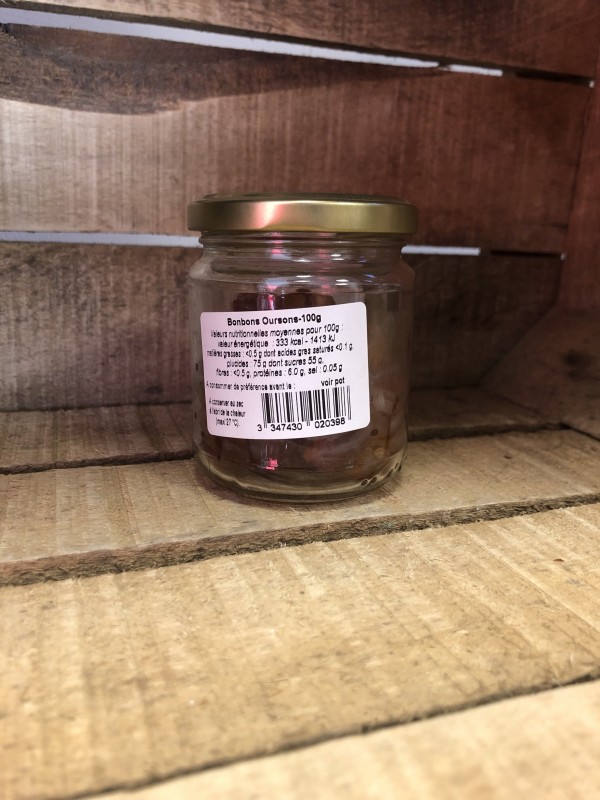 Bonbons Oursons-100g
Valeurs nutritionnelles moyennes pour 100g :
valeur énergétique : 333 kcal - 1413 kJ
matières grasses : <0.5 g dont acides gras saturés <0.1 g,
glucides : 75 g dont sucres 55 g,
fibres : <0.5 g, protéines : 6.0 g, sel : 0.05 g
A consommer de préférence avant le : voir pot
A conserver au sec
à l'abri de la chaleur
(max 27 °C).
3 347430 020398